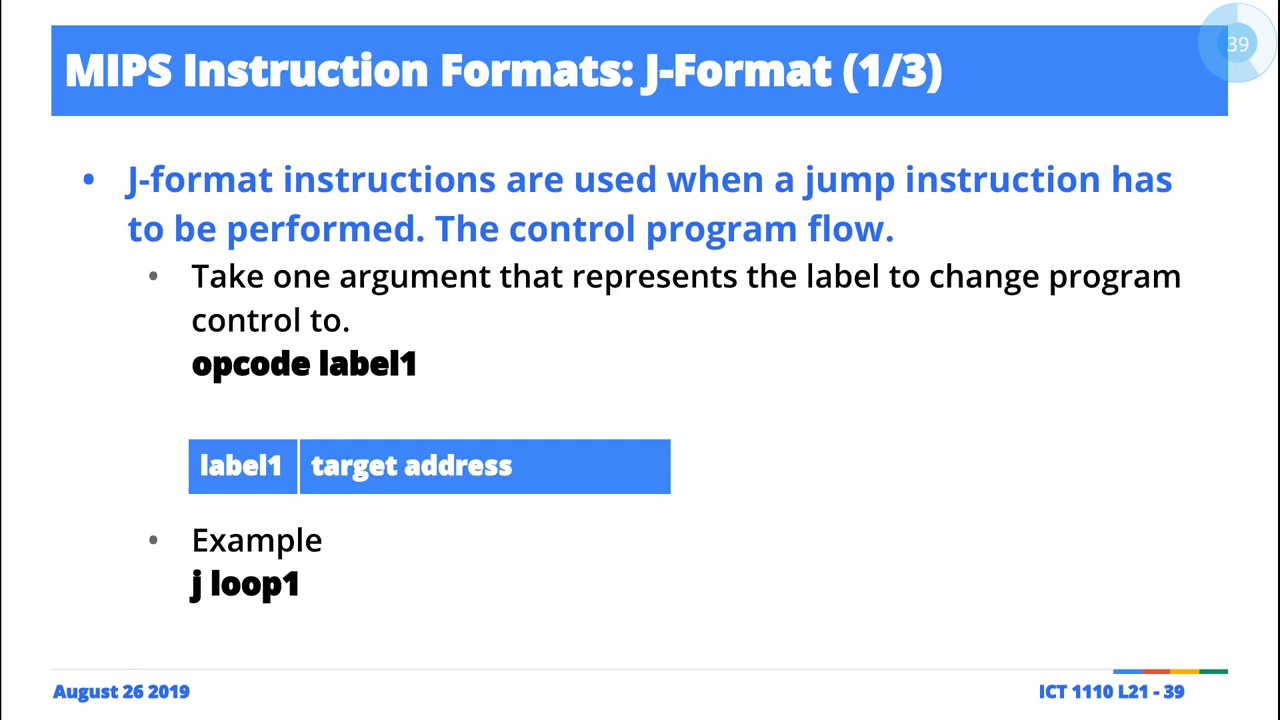 MIPS Instruction Formats: J-Format (1/3)
39
• J-format instructions are used when a jump instruction has
to be performed. The control program flow.
• Take one argument that represents the label to change program
control to.
opcode label1
label1 target address
• Example
j loop1
August 26 2019
ICT 1110 L21 - 39